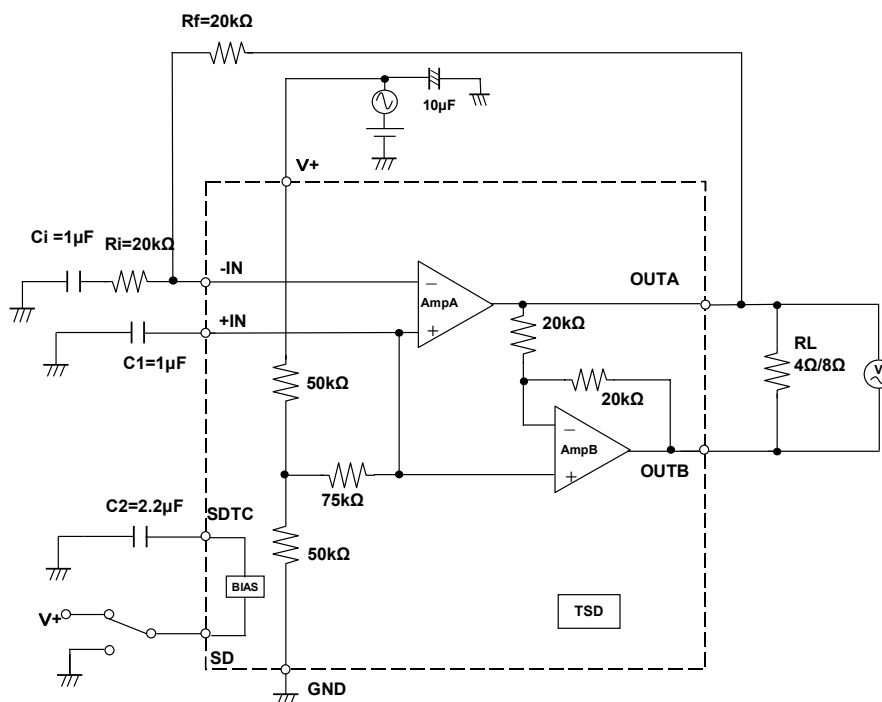 Rf=20kΩ
10µF
V+
Ci =1µF
Ri=20kΩ
-IN
AmpA
OUTA
+IN
C1=1µF
20kΩ
RL
4Ω/8Ω
V
50kΩ
20kΩ
AmpB
75kΩ
OUTB
C2=2.2µF
SDTC
50kΩ
BIAS
TSD
V+
SD
GND